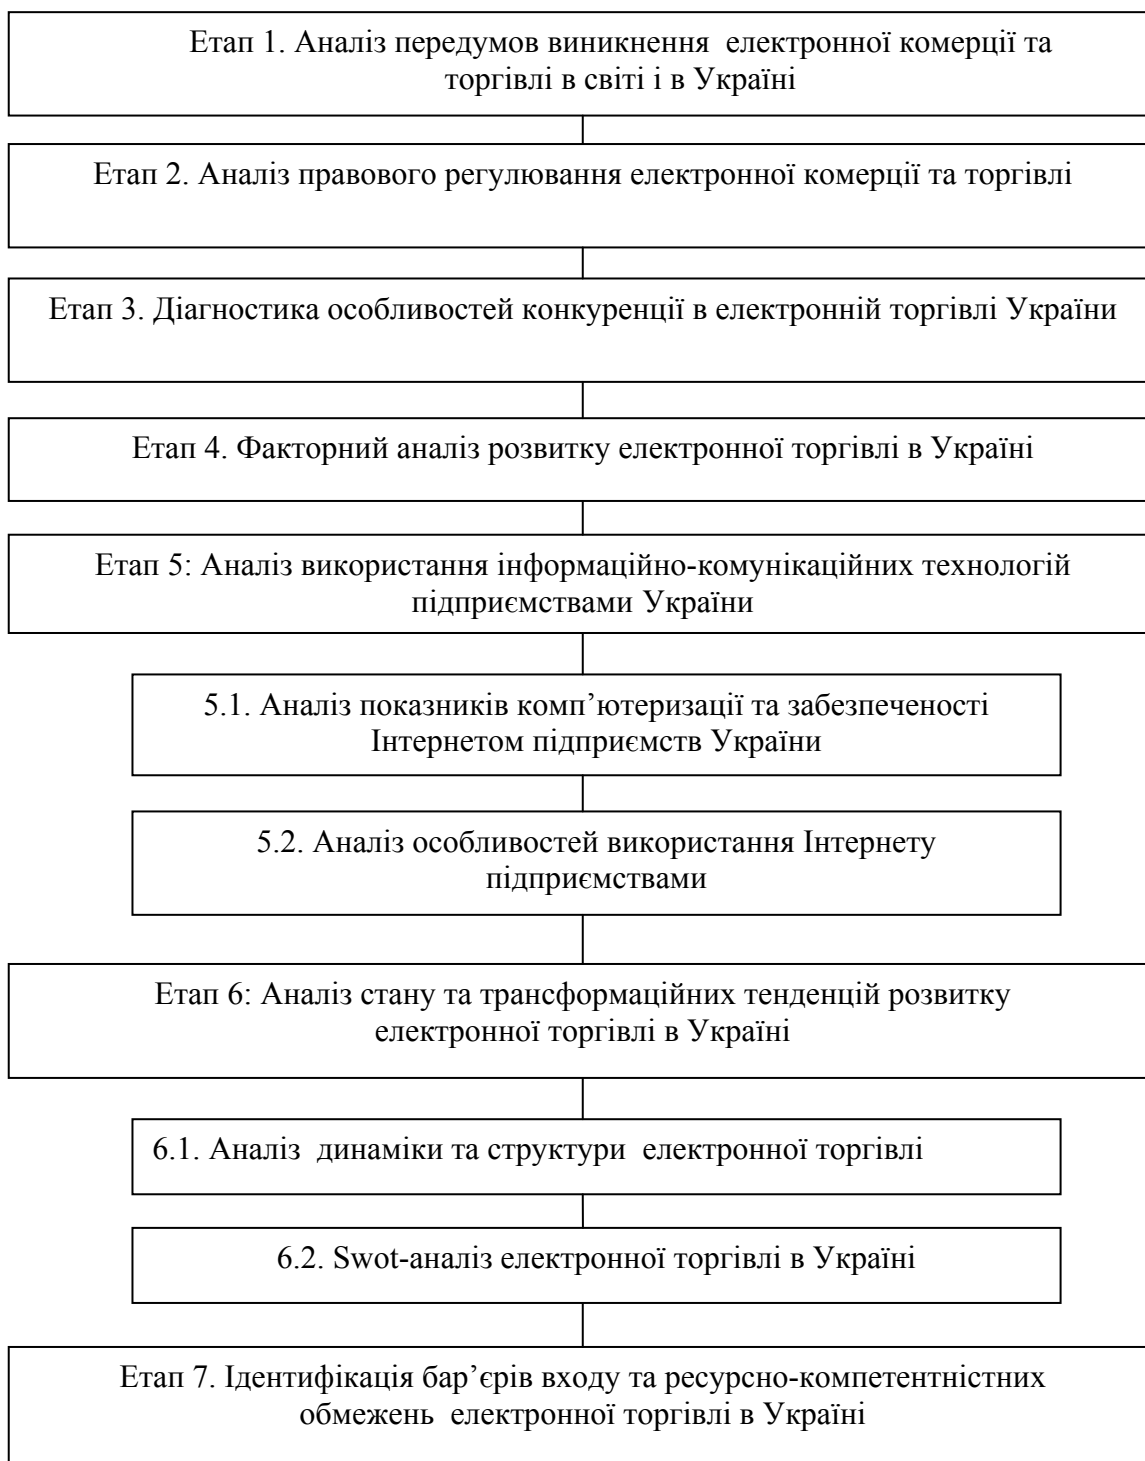 Етап 1. Аналіз передумов виникнення електронної комерції та
торгівлі в світі і в Україні
Етап 2. Аналіз правового регулювання електронної комерції та торгівлі
Етап 3. Діагностика особливостей конкуренції в електронній торгівлі України
Етап 4. Факторний аналіз розвитку електронної торгівлі в Україні
Етап 5: Аналіз використання інформаційно-комунікаційних технологій
підприємствами України
5.1. Аналіз показників комп’ютеризації та забезпеченості
Інтернетом підприємств України
5.2. Аналіз особливостей використання Інтернету
підприємствами
Етап 6: Аналіз стану та трансформаційних тенденцій розвитку
електронної торгівлі в Україні
6.1. Аналіз динаміки та структури електронної торгівлі
6.2. Swot-аналіз електронної торгівлі в Україні
Етап 7. Ідентифікація бар’єрів входу та ресурсно-компетентністних
обмежень електронної торгівлі в Україні